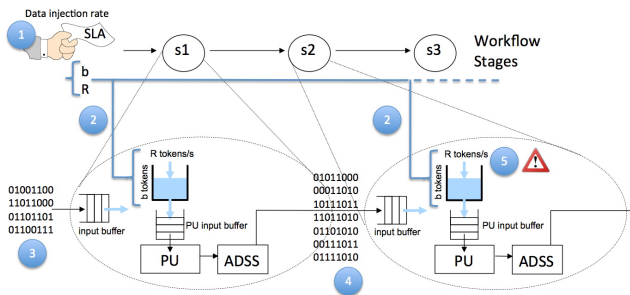 Data injection rate
1
SLA
s1
s2
s3
Workflow
Stages
b
R
2
2
R tokens/s
b tokens
R tokens/s
b tokens
5
!
01001100
11011000
01101101
01100111
input buffer
PU input buffer
PU
ADSS
3
01011000
00011010
10111011
11011010
01101010
00111011
01111010
input buffer
PU input buffer
PU
ADSS
4